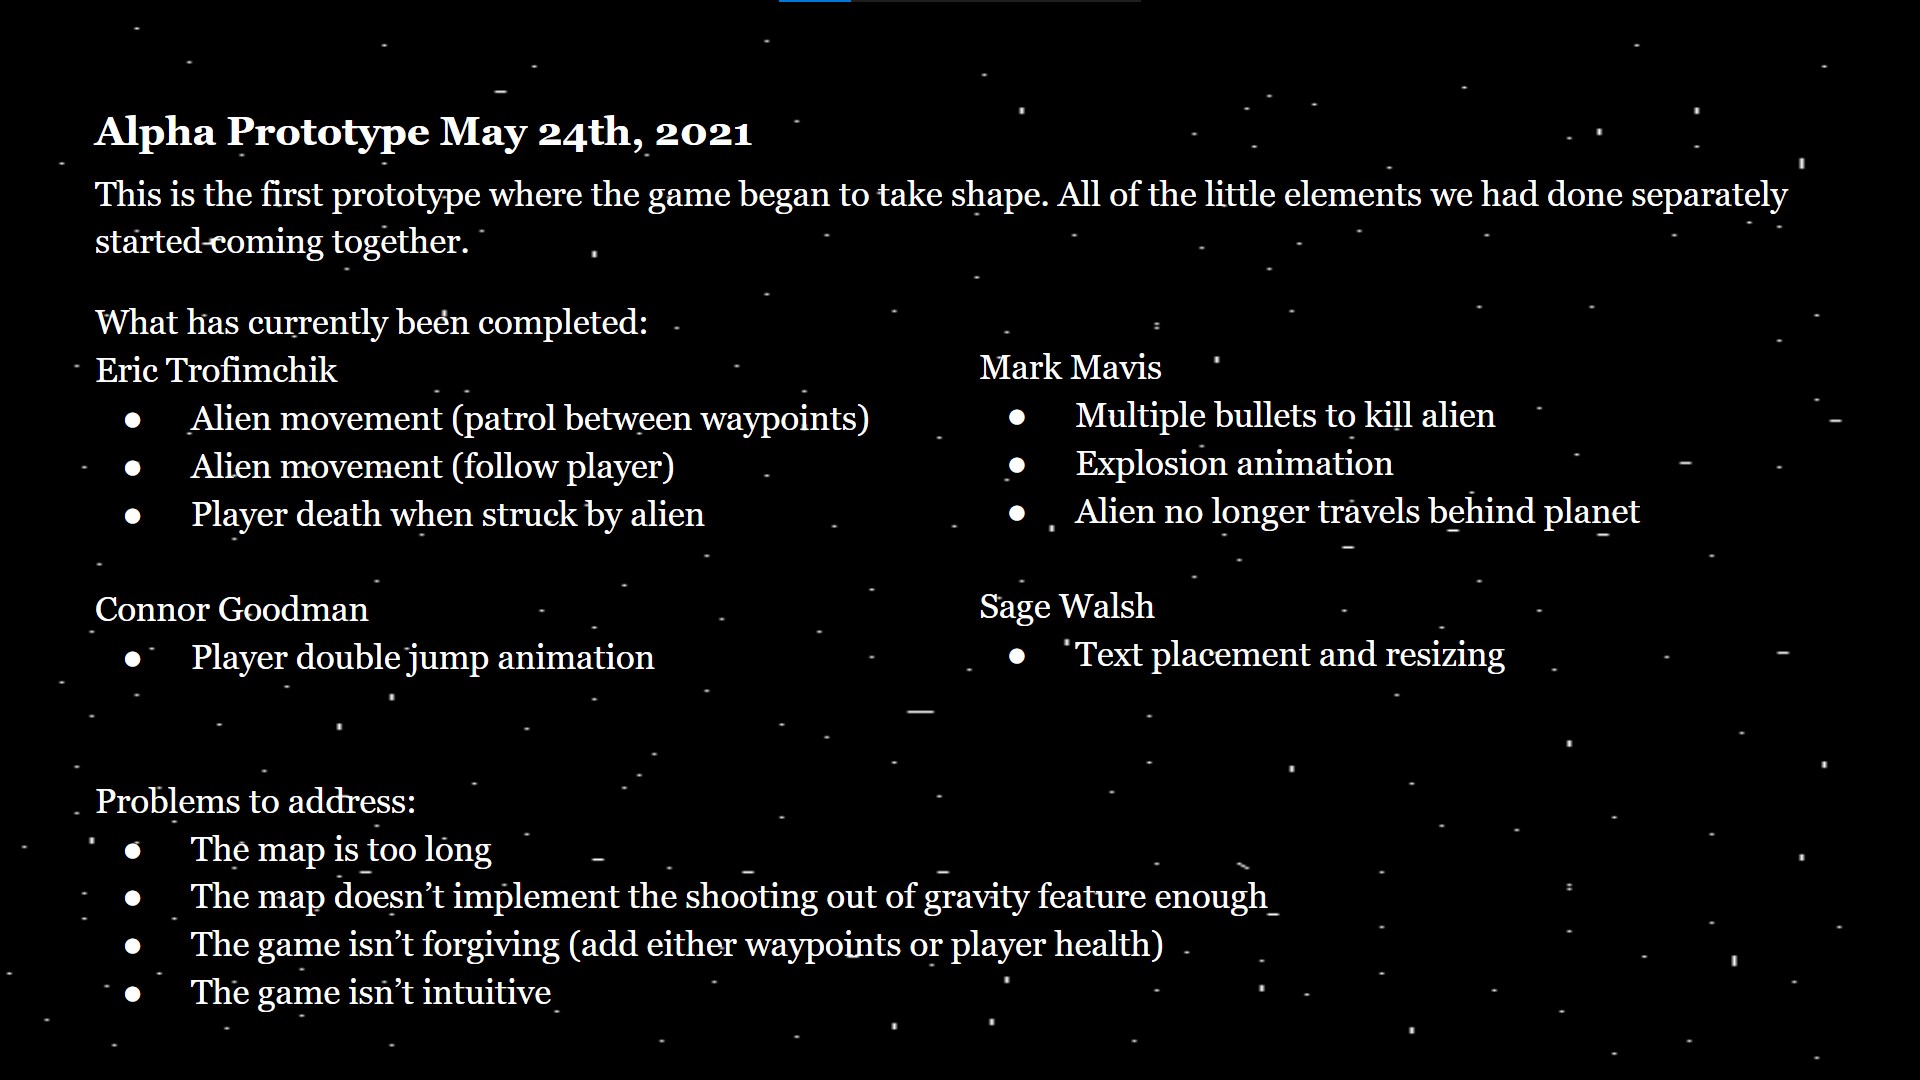 Alpha Prototype May 24th, 2021
This is the first prototype where the game began to take shape. All of the little elements we had done separately
started coming together.
What has currently been completed:
Eric Trofimchik
● Alien movement (patrol between waypoints)
● Alien movement (follow player)
● Player death when struck by alien
Connor Goodman
● Player double jump animation
Mark Mavis
● Multiple bullets to kill alien
● Explosion animation
● Alien no longer travels behind planet
Sage Walsh
● Text placement and resizing
Problems to address:
● The map is too long
● The map doesn’t implement the shooting out of gravity feature enough
● The game isn’t forgiving (add either waypoints or player health)
● The game isn’t intuitive